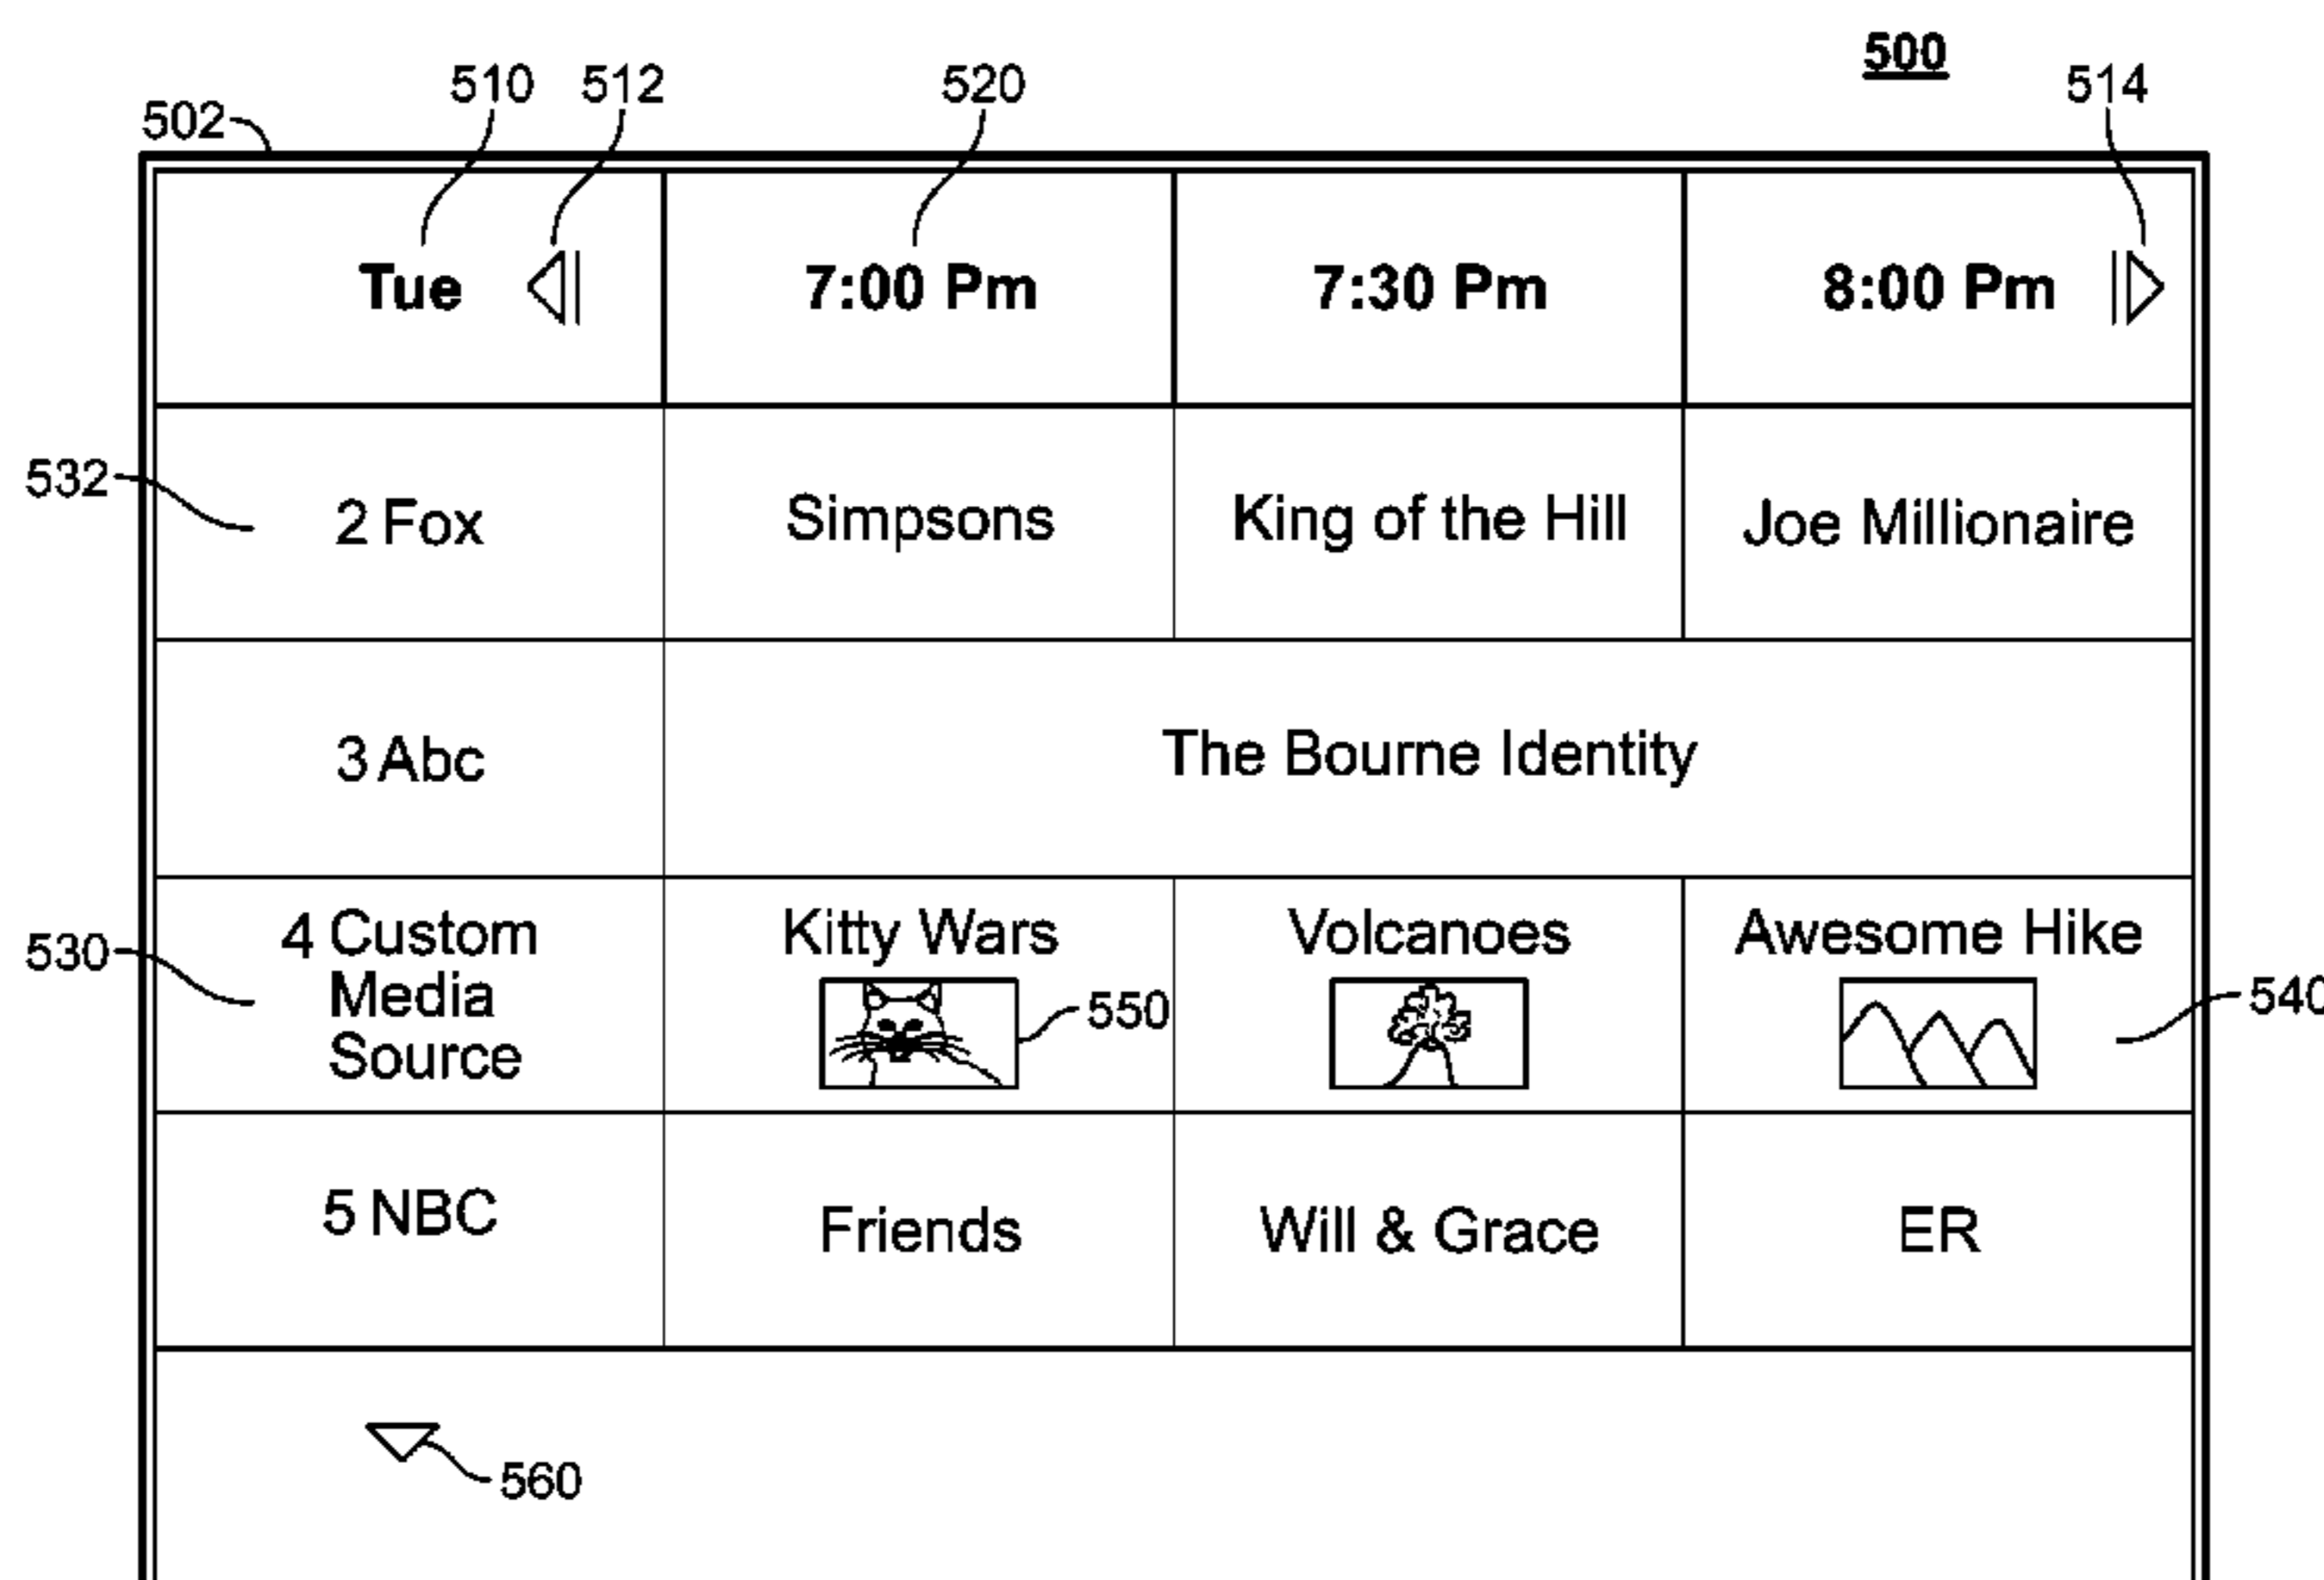 500
510 512 520 514
502
Tue 7:00 Pm 7:30 Pm 8:00 Pm
532
2 Fox Simpsons King of the Hill Joe Millionaire
3 Abc The Bourne Identity
530
4 Custom
Media
Source
Kitty Wars Volcanoes Awesome Hike
550
540
5 NBC Friends Will & Grace ER
560